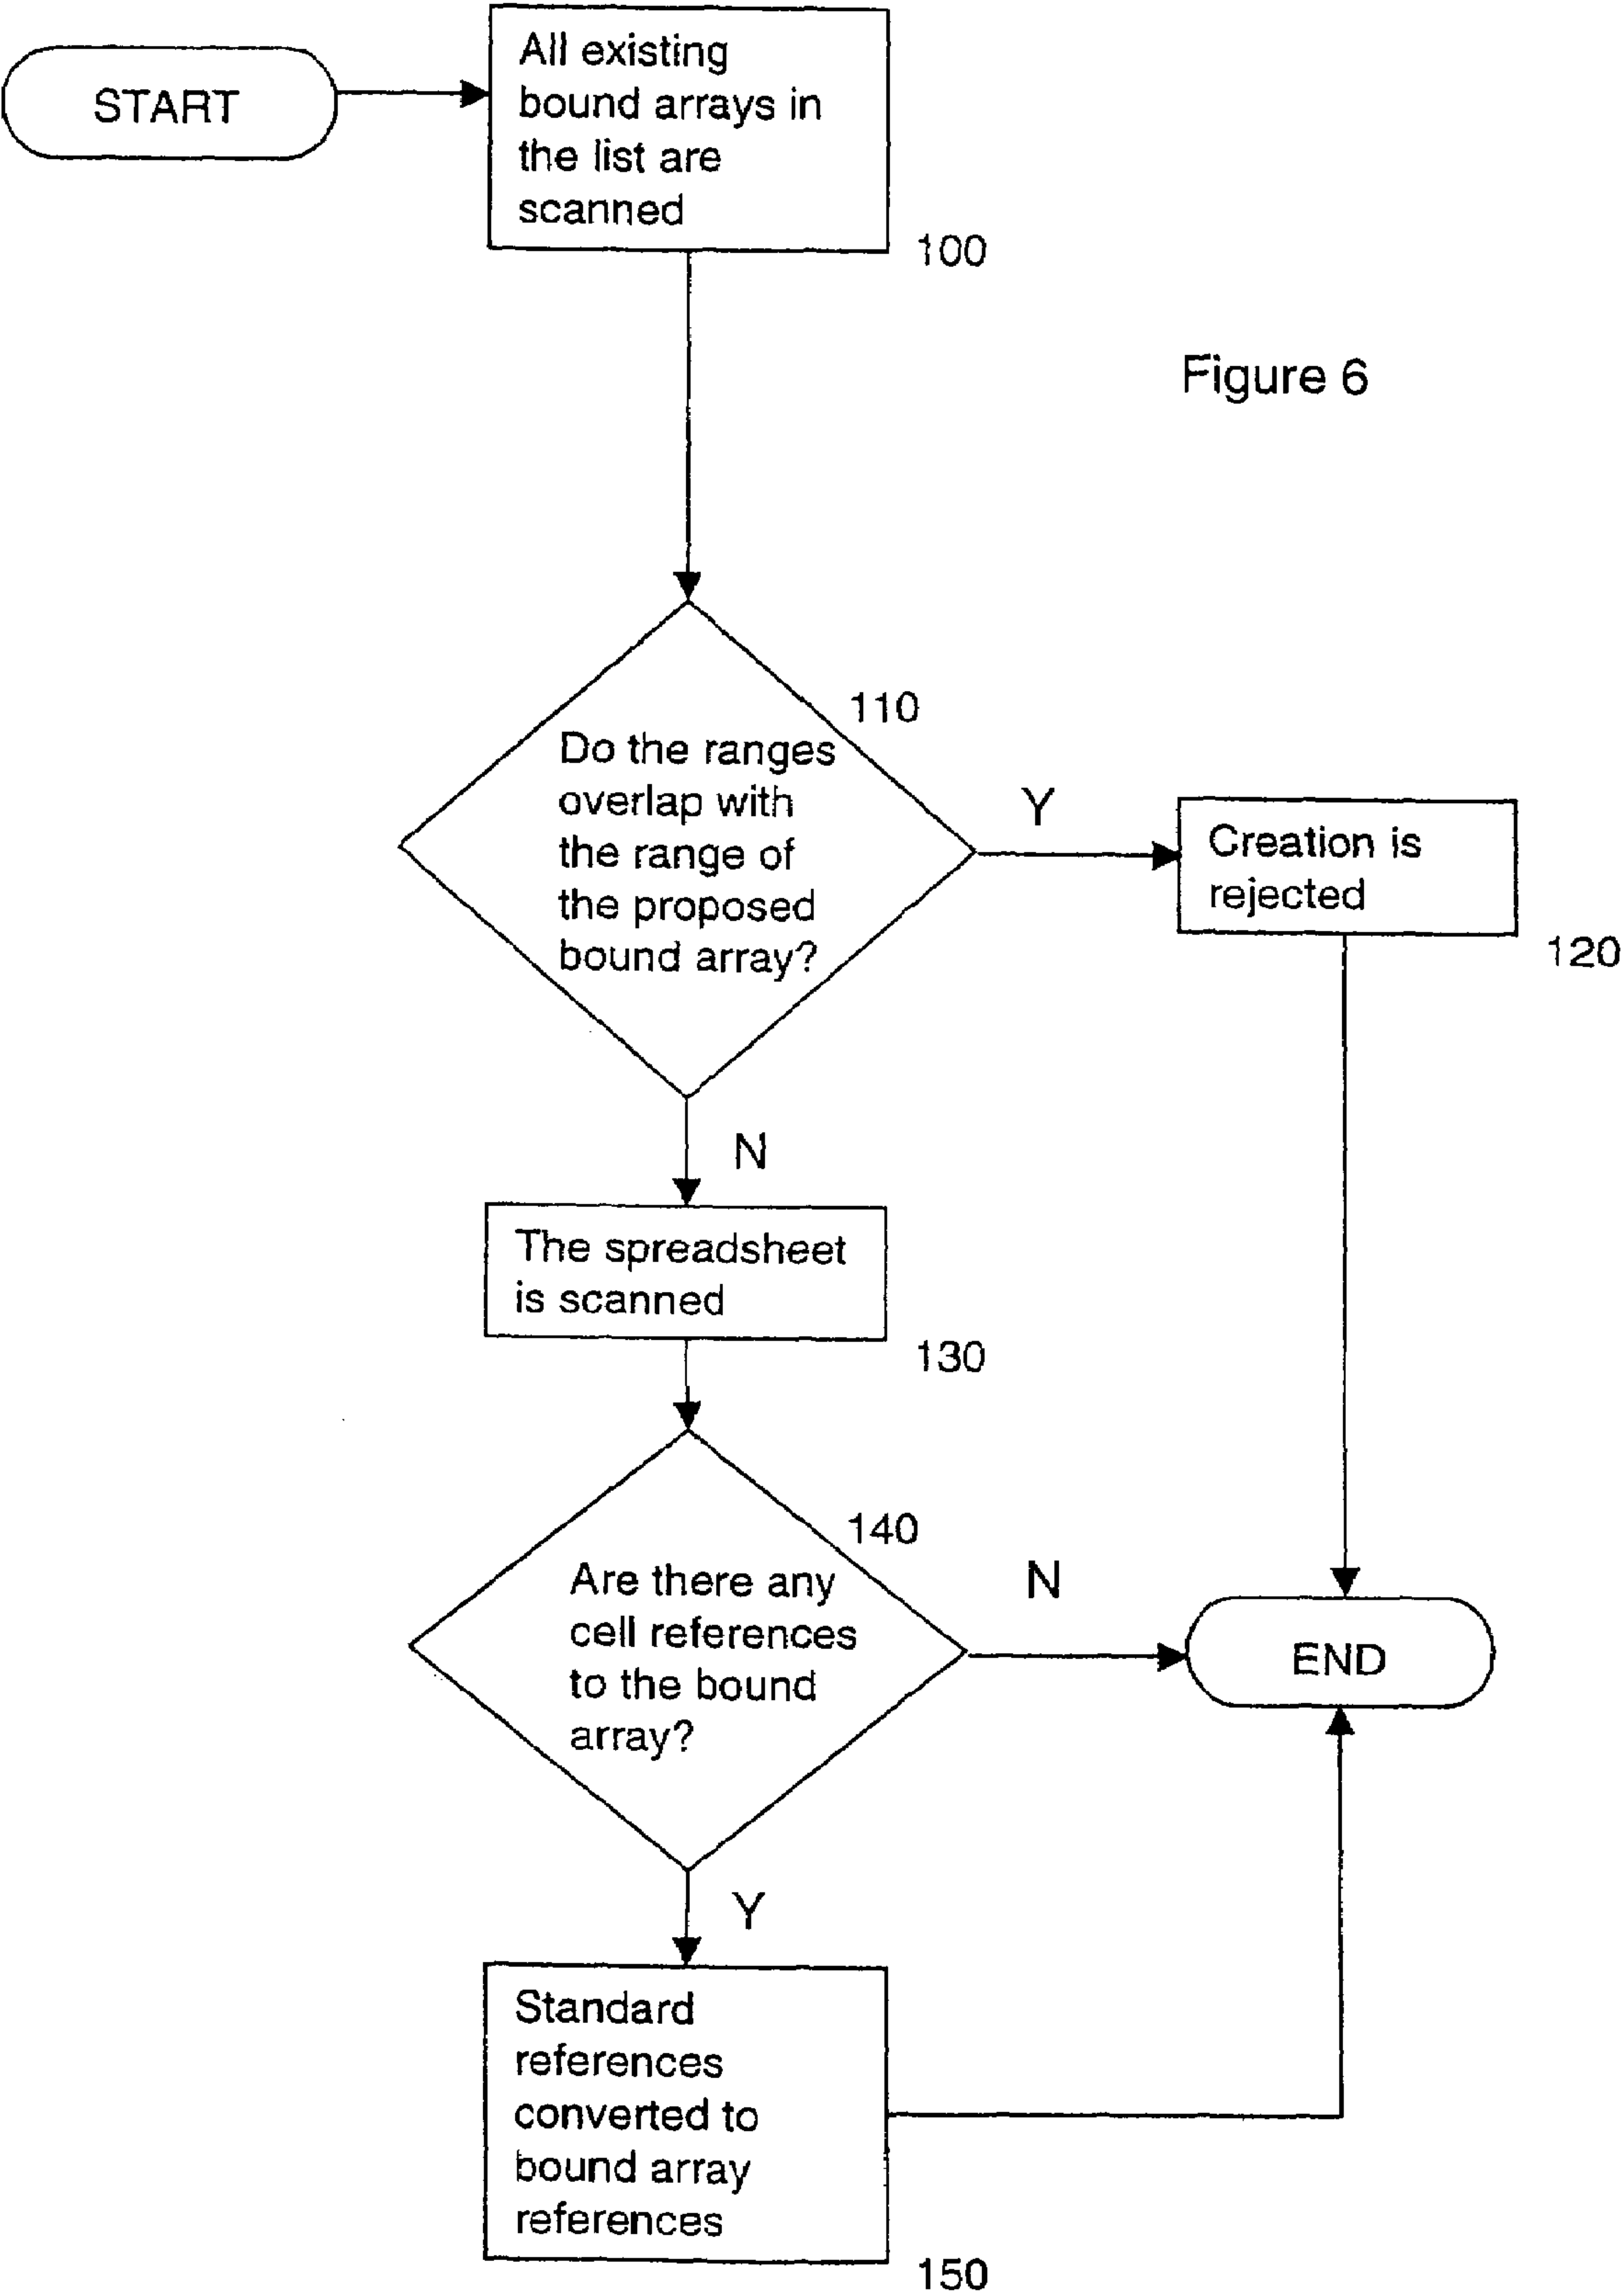 START
All existing
bound arrays in
the list are
scanned
100
Figure 6
110
Do the ranges
overlap with
the range of
the proposed
bound array?
Y
Creation is
rejected
120
N
The spreadsheet
is scanned
130
140
Are there any
cell references
to the bound
array?
N
END
Y
Standard
references
converted to
bound array
references
150